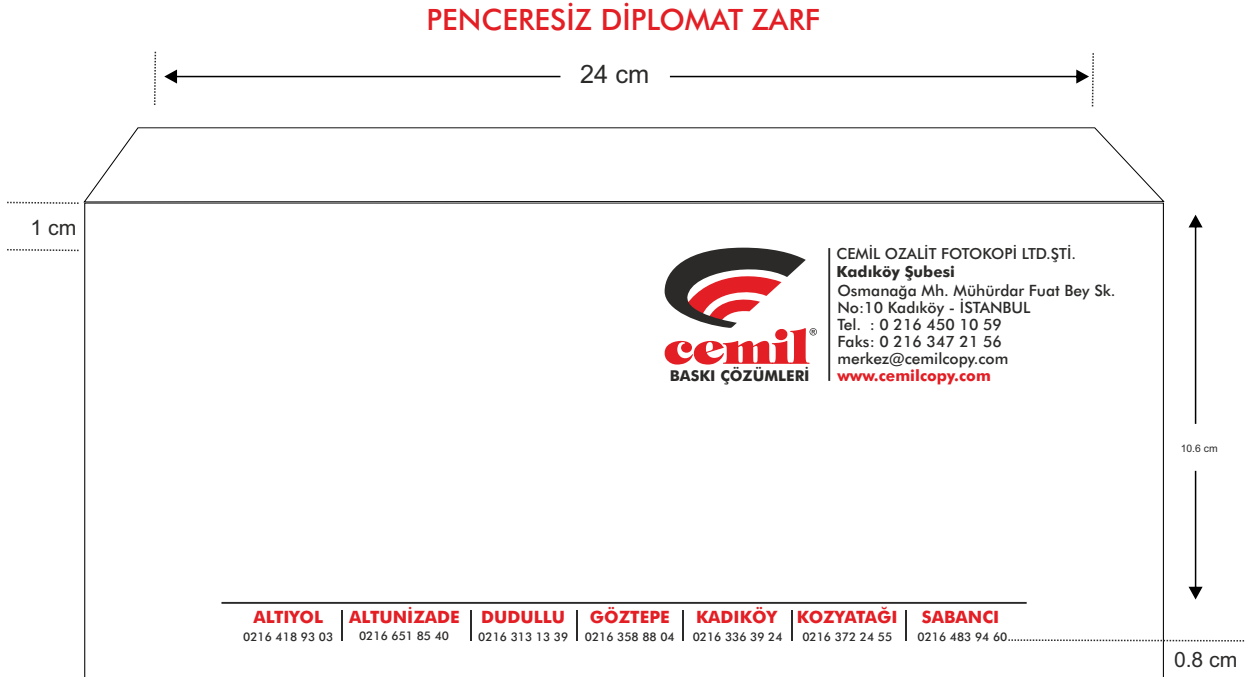 PENCERESİZ DİPLOMAT ZARF
24 cm
1 cm
CEMİL OZALİT FOTOKOPİ LTD.ŞTİ.
Kadıköy Şubesi
Osmanağa Mh. Mühürdar Fuat Bey Sk.
No:10 Kadıköy - İSTANBUL
Tel. : 0 216 450 10 59
Faks: 0 216 347 21 56
merkez@cemilcopy.com
www.cemilcopy.com
cemil®
BASKI ÇÖZÜMLERİ
10.6 cm
ALTIYOL ALTUNİZADE DUDULLU GÖZTEPE KADIKÖY KOZYATAĞI SABANCI
0216 418 93 03 0216 651 85 40 0216 313 13 39 0216 358 88 04 0216 336 39 24 0216 372 24 55 0216 483 94 60
0.8 cm